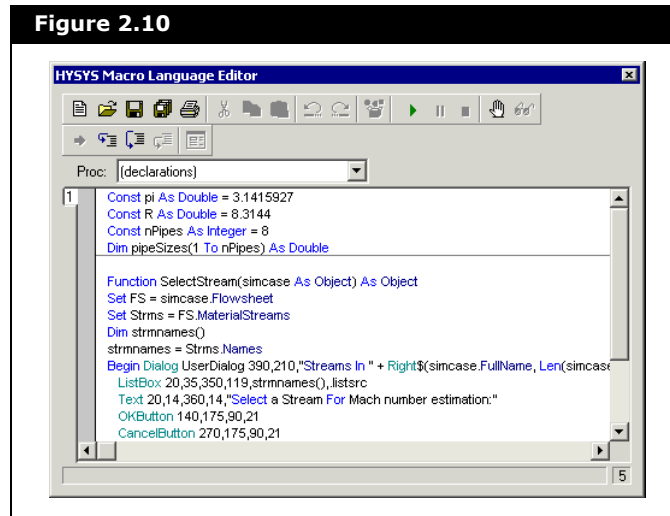 Figure 2.10
HYSYS Macro Language Editor
Proc: (declarations)
1
Const pi As Double = 3.1415927
Const R As Double = 8.3144
Const nPipes As Integer = 8
Dim pipeSizes(1 To nPipes) As Double
Function SelectStream(simcase As Object) As Object
Set FS = simcase.Flowsheet
Set Strms = FS.MaterialStreams
Dim strmnames()
strmnames = Strms.Names
Begin Dialog UserDialog 390,210,"Streams In " + Right$(simcase.FullName, Len(simcase
ListBox 20,35,350,119,strmnames(),.listsrc
Text 20,14,360,14,"Select a Stream For Mach number estimation:"
OKButton 140,175,90,21
CancelButton 270,175,90,21
5